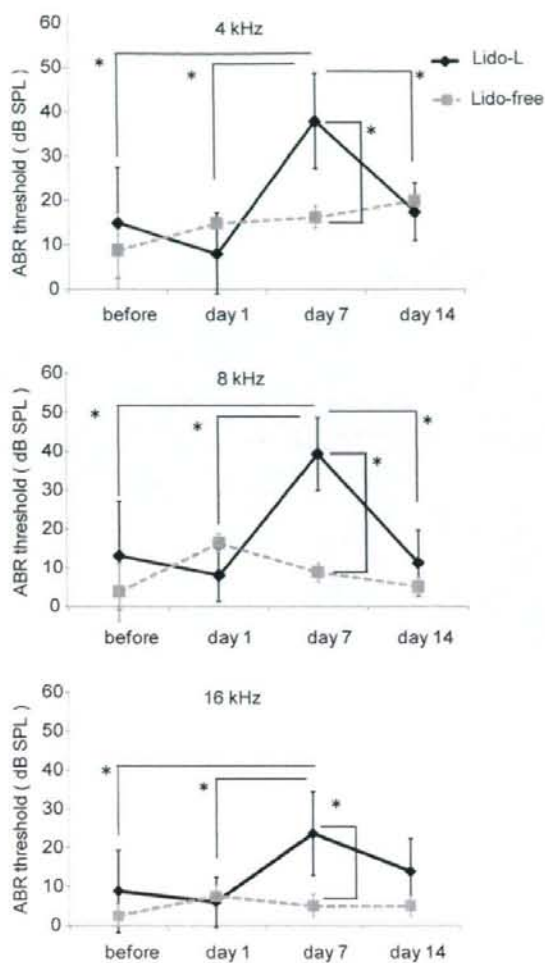 4 kHz
Lido-L
Lido-free
ABR threshold ( dB SPL )
60
50
40
30
20
10
0
*
*
*
*
before
day 1
day 7
day 14
8 kHz
ABR threshold ( dB SPL )
60
50
40
30
20
10
0
*
*
*
*
before
day 1
day 7
day 14
16 kHz
ABR threshold ( dB SPL )
60
50
40
30
20
10
0
*
*
*
before
day 1
day 7
day 14